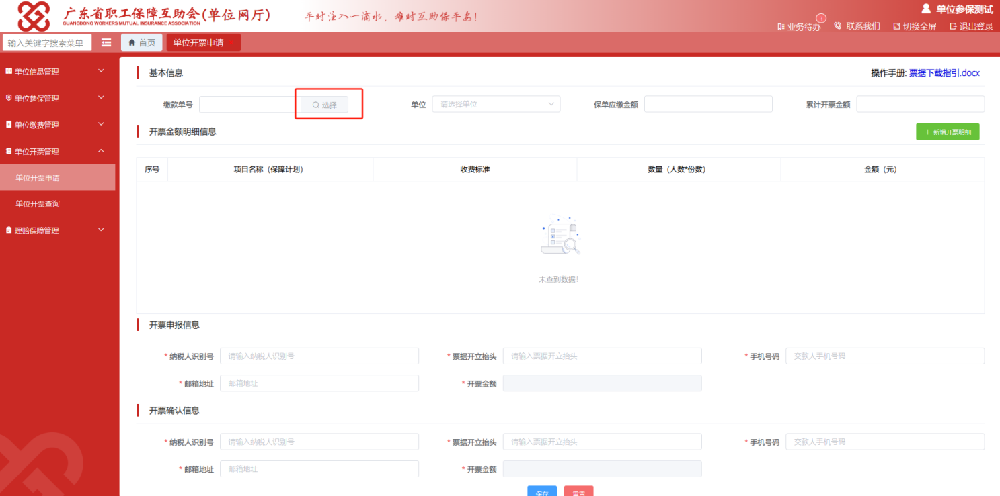 广东省职工保障互助会(单位网厅)
GUANGDONG WORKERS MUTUAL INSURANCE ASSOCIATION
平时注入一滴水，难时互助保平安！
单位参保测试
业务待办 3 联系我们 切换全屏 退出登录
输入关键字搜索菜单 首页 单位开票申请
单位信息管理
单位参保管理
单位缴费管理
单位开票管理
单位开票申请
单位开票查询
理赔保障管理
基本信息 操作手册: 票据下载指引.docx
缴款单号 选择 单位 请选择单位 保单应缴金额 累计开票金额
开票金额明细信息 + 新增开票明细
序号 项目名称（保障计划） 收费标准 数量（人数*份数） 金额（元）
未查到数据!
开票申报信息
* 纳税人识别号 请输入纳税人识别号 * 票据开立抬头 请输入票据开立抬头 * 手机号码 交款人手机号码
* 邮箱地址 邮箱地址 * 开票金额
开票确认信息
* 纳税人识别号 请输入纳税人识别号 * 票据开立抬头 请输入票据开立抬头 * 手机号码 交款人手机号码
* 邮箱地址 邮箱地址 * 开票金额
保存 重置